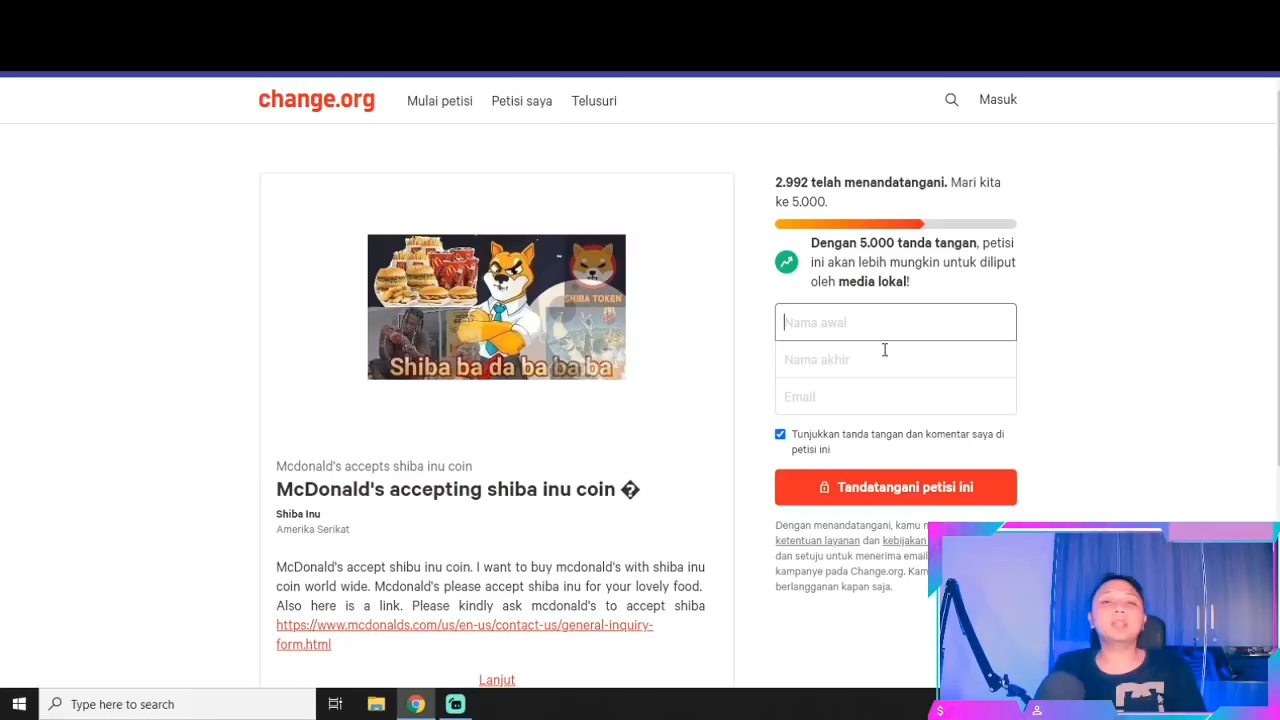 change.org
Mulai petisi
Petisi saya
Telusuri
Masuk
SHIBA TOKEN
Shiba ba da ba ba ba
Mcdonald's accepts shiba inu coin
McDonald's accepting shiba inu coin �
Shiba Inu
Amerika Serikat
McDonald's accept shibu inu coin. I want to buy mcdonald's with shiba inu
coin world wide. Mcdonald's please accept shiba inu for your lovely food.
Also here is a link. Please kindly ask mcdonald's to accept shiba
https://www.mcdonalds.com/us/en-us/contact-us/general-inquiry-
form.html
Lanjut
2.992 telah menandatangani. Mari kita
ke 5.000.
Dengan 5.000 tanda tangan, petisi
ini akan lebih mungkin untuk diliput
oleh media lokal!
Nama awal
Nama akhir
Email
Tunjukkan tanda tangan dan komentar saya di
petisi ini
Tandatangani petisi ini
Dengan menandatangani, kamu
ketentuan layanan dan kebijakan
dan setuju untuk menerima email
kampanye pada Change.org.
berlangganan kapan saja.
Type here to search